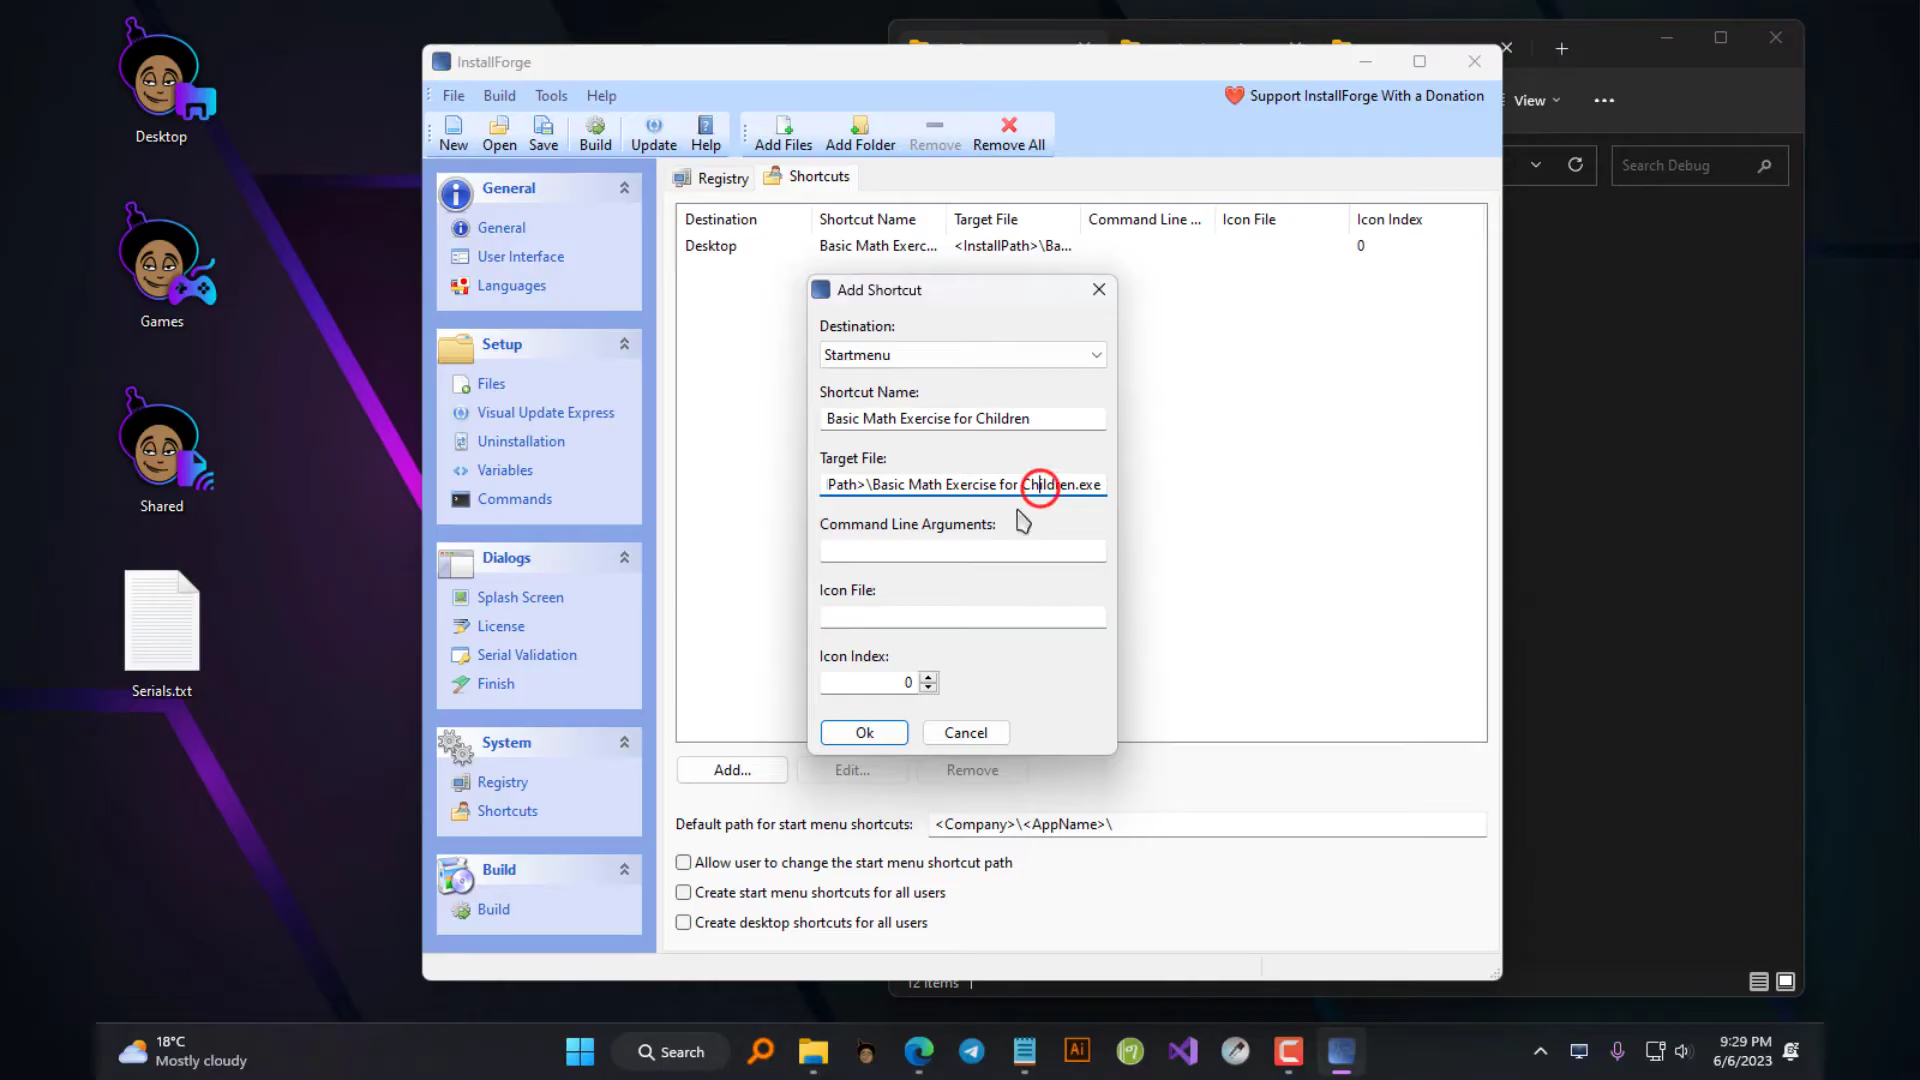 Desktop
Games
Shared
Serials.txt
InstallForge
File Build Tools Help
Support InstallForge With a Donation
New Open Save Build Update Help Add Files Add Folder Remove Remove All
View
Search Debug
General
General
User Interface
Languages
Setup
Files
Visual Update Express
Uninstallation
Variables
Commands
Dialogs
Splash Screen
License
Serial Validation
Finish
System
Registry
Shortcuts
Build
Build
Registry Shortcuts
Destination Shortcut Name Target File Command Line ... Icon File Icon Index
Desktop Basic Math Exerc... <InstallPath>\Ba... 0
Add Shortcut
Destination:
Startmenu
Shortcut Name:
Basic Math Exercise for Children
Target File:
Path>\Basic Math Exercise for Children.exe
Command Line Arguments:
Icon File:
Icon Index:
0
Ok Cancel
Add... Edit... Remove
Default path for start menu shortcuts: <Company>\<AppName>\
Allow user to change the start menu shortcut path
Create start menu shortcuts for all users
Create desktop shortcuts for all users
12 items
18°C
Mostly cloudy
Search
Ai
9:29 PM
6/6/2023